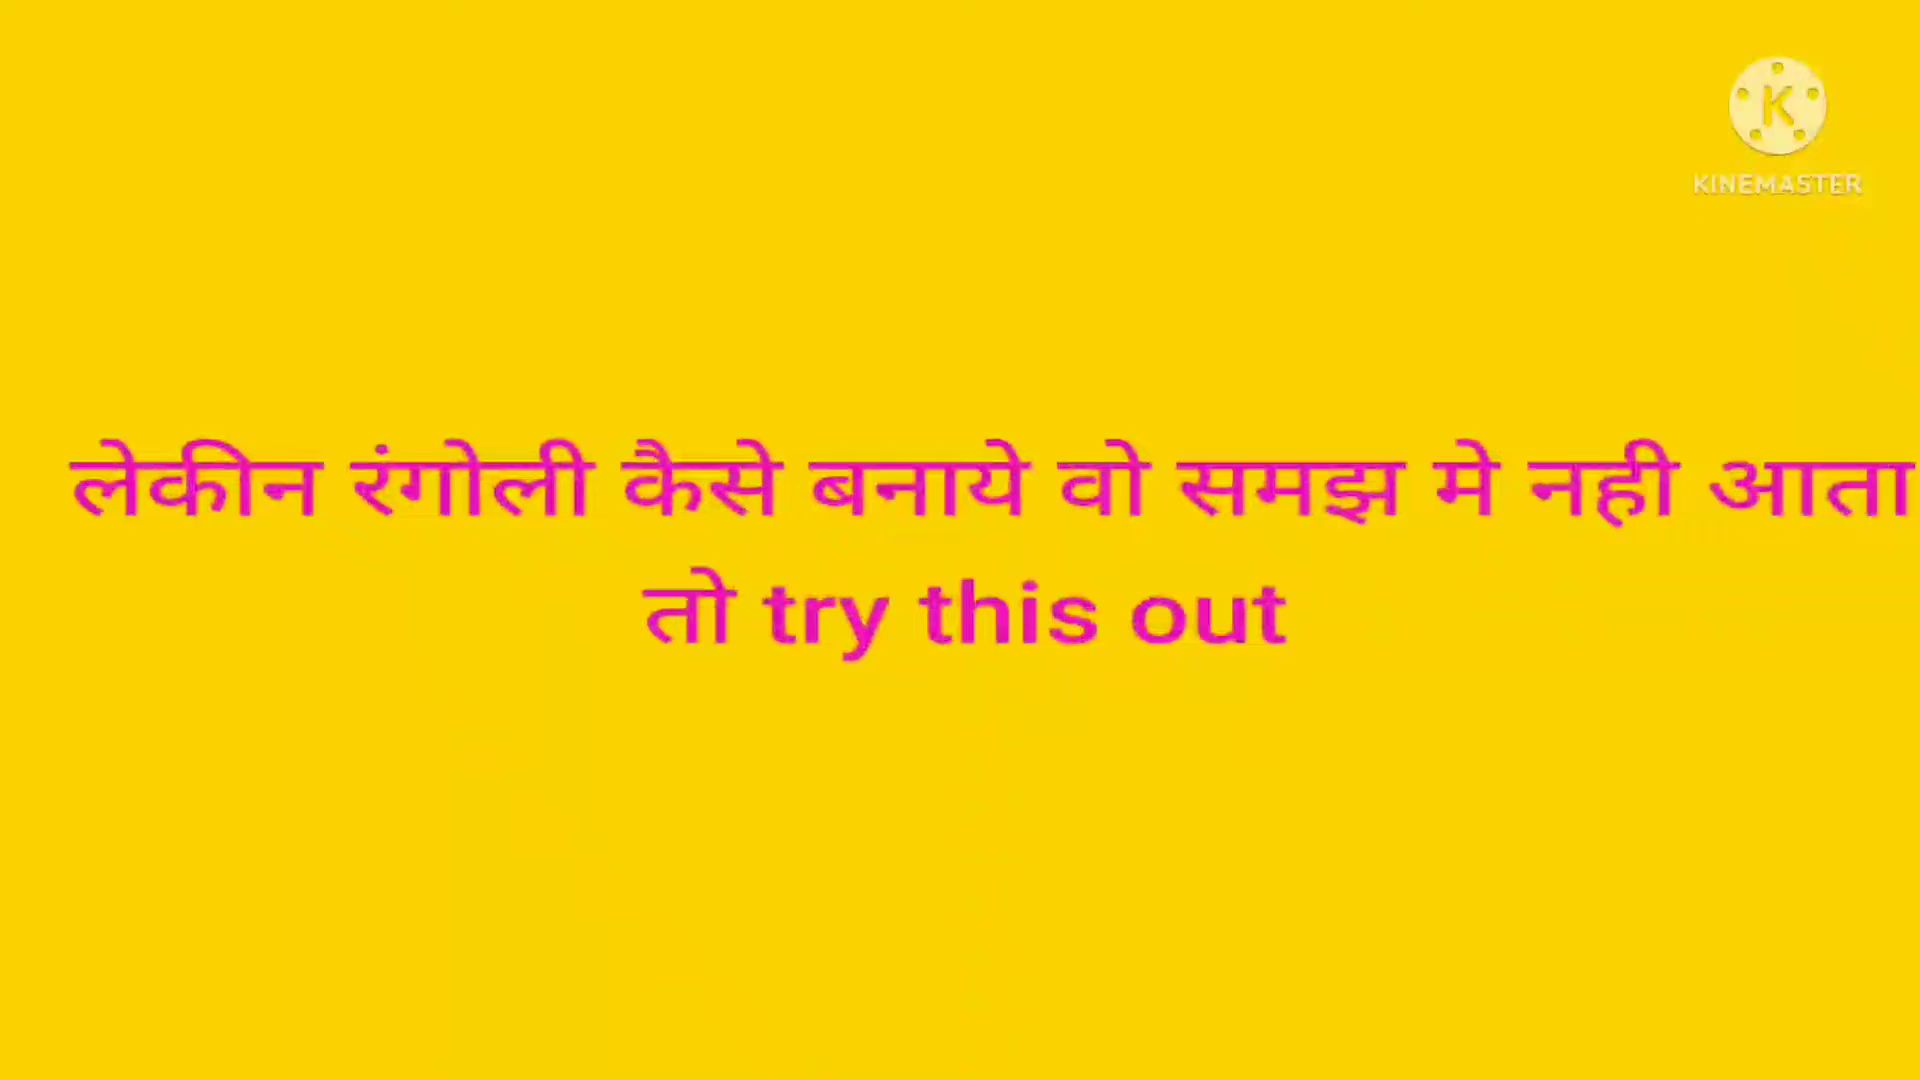 KINEMASTER
लेकीन रंगोली कैसे बनाये वो समझ मे नही आता
तो try this out